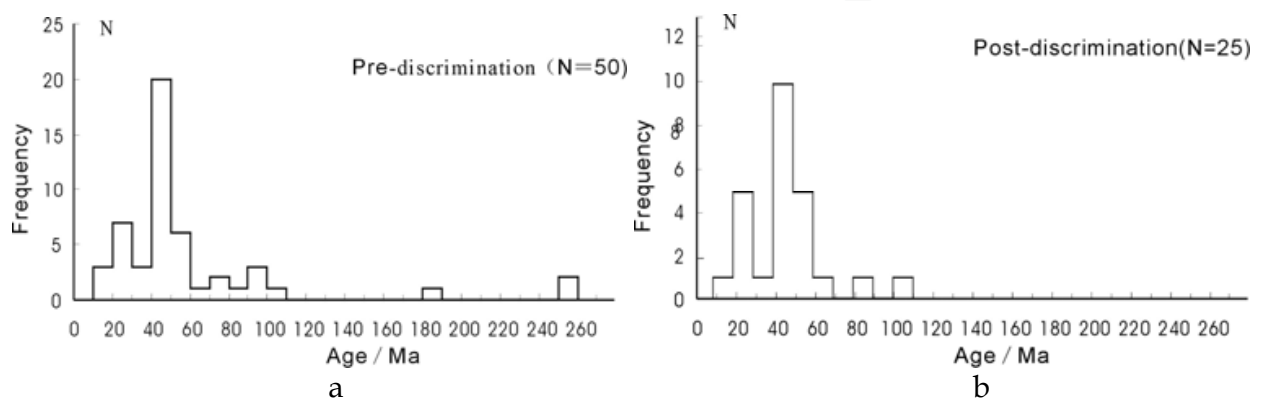 N
Pre-discrimination (N=50)
Frequency
25
20
15
10
5
0
0 20 40 60 80 100 120 140 160 180 200 220 240 260
Age / Ma
a
N
Post-discrimination(N=25)
Frequency
12
10
8
8
6
4
2
0
0 20 40 60 80 100 120 140 160 180 200 220 240 260
Age / Ma
b